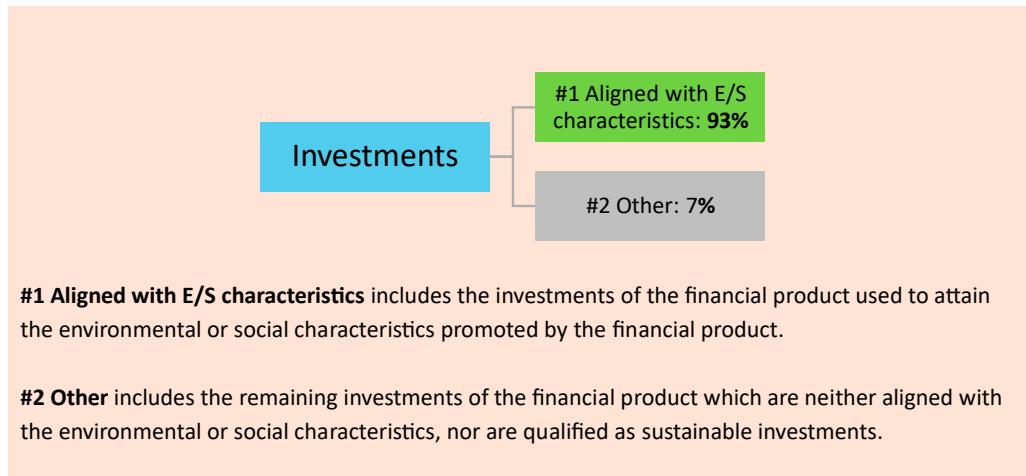 #1 Aligned with E/S
characteristics: 93%
Investments
#2 Other: 7%
#1 Aligned with E/S characteristics includes the investments of the financial product used to attain
the environmental or social characteristics promoted by the financial product.
#2 Other includes the remaining investments of the financial product which are neither aligned with
the environmental or social characteristics, nor are qualified as sustainable investments.